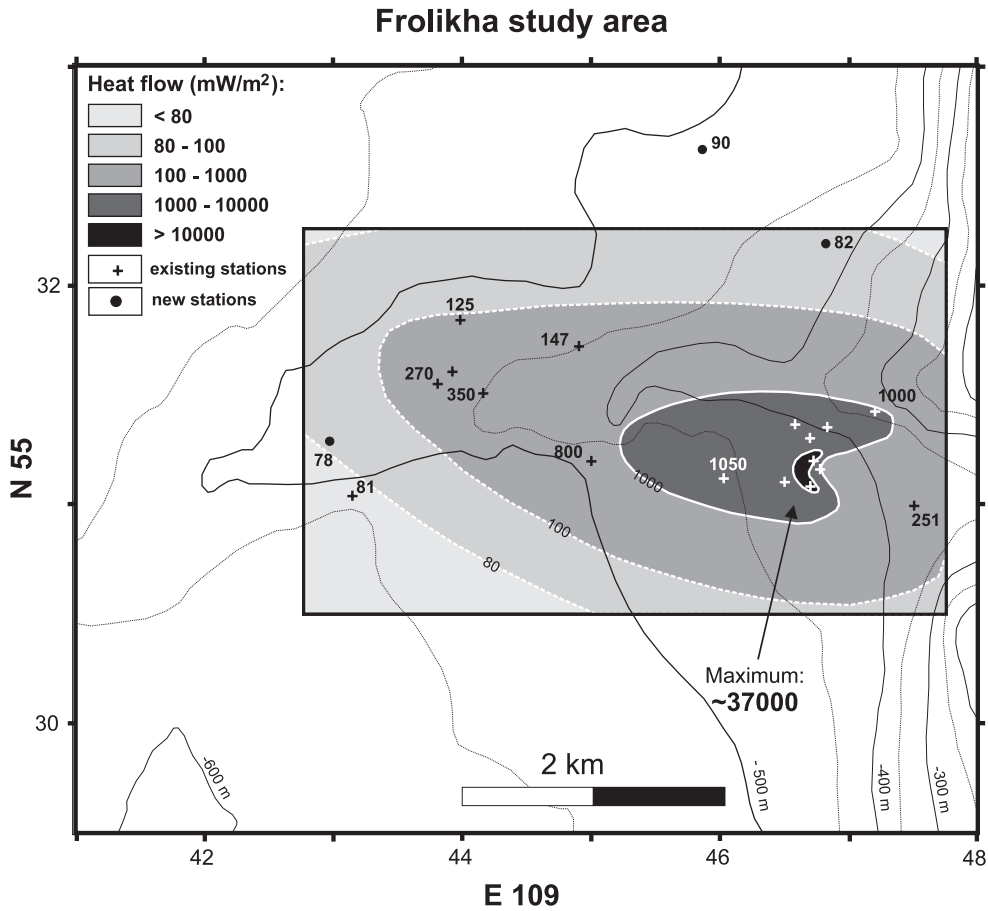 Frolikha study area
Heat flow (mW/m²):
< 80
80 - 100
100 - 1000
1000 - 10000
> 10000
existing stations
new stations
90
82
32
125
147
270
350
1000
78
81
800
1050
1000
251
100
80
N 55
Maximum:
~37000
30
2 km
-600 m
-500 m
-400 m
-300 m
42
44
46
48
E 109